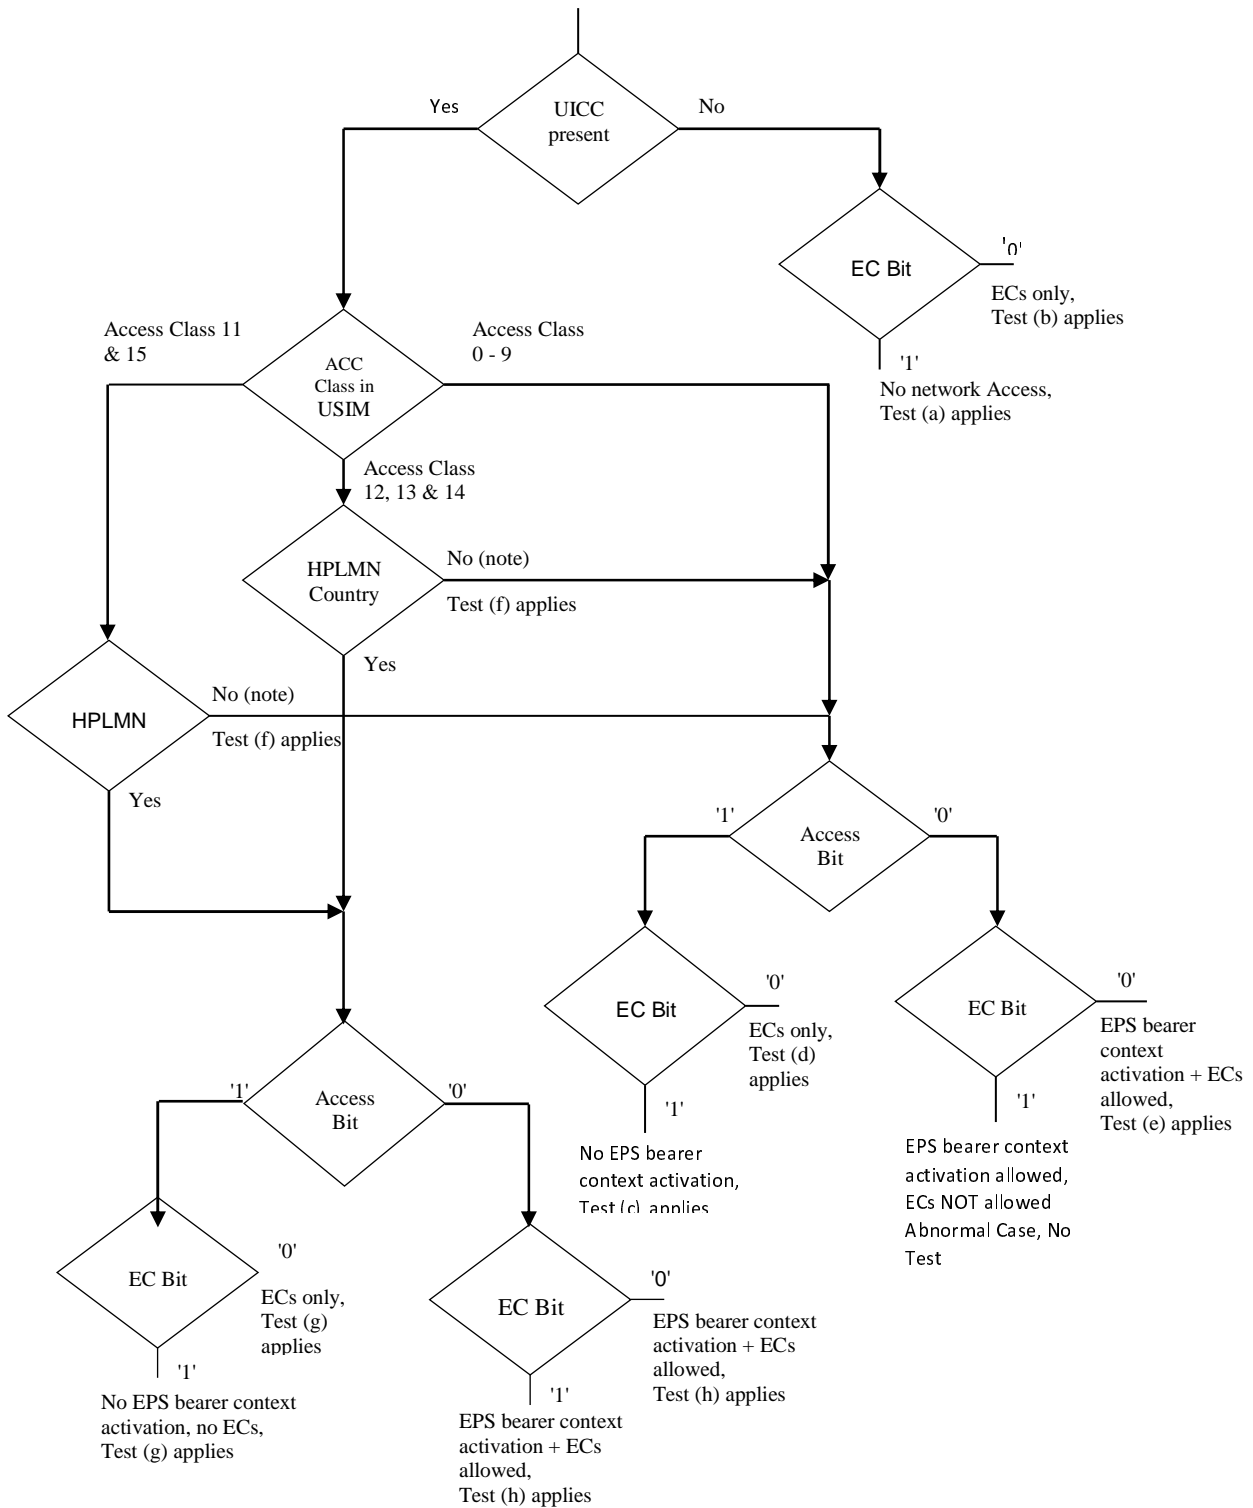 Yes
UICC
present
No
EC Bit
'0'
ECs only,
Test (b) applies
'1'
No network Access,
Test (a) applies
Access Class 11
& 15
ACC
Class in
USIM
Access Class
0 - 9
Access Class
12, 13 & 14
HPLMN
Country
No (note)
Test (f) applies
Yes
HPLMN
No (note)
Test (f) applies
Yes
'1'
Access
Bit
'0'
EC Bit
'0'
ECs only,
Test (d)
applies
'1'
No EPS bearer
context activation,
Test (c) applies
EC Bit
'0'
EPS bearer
context
activation + ECs
allowed,
Test (e) applies
'1'
EPS bearer context
activation allowed,
ECs NOT allowed
Abnormal Case, No
Test
'1'
Access
Bit
'0'
EC Bit
'0'
ECs only,
Test (g)
applies
'1'
No EPS bearer context
activation, no ECs,
Test (g) applies
EC Bit
'0'
EPS bearer context
activation + ECs
allowed,
Test (h) applies
'1'
EPS bearer context
activation + ECs
allowed,
Test (h) applies